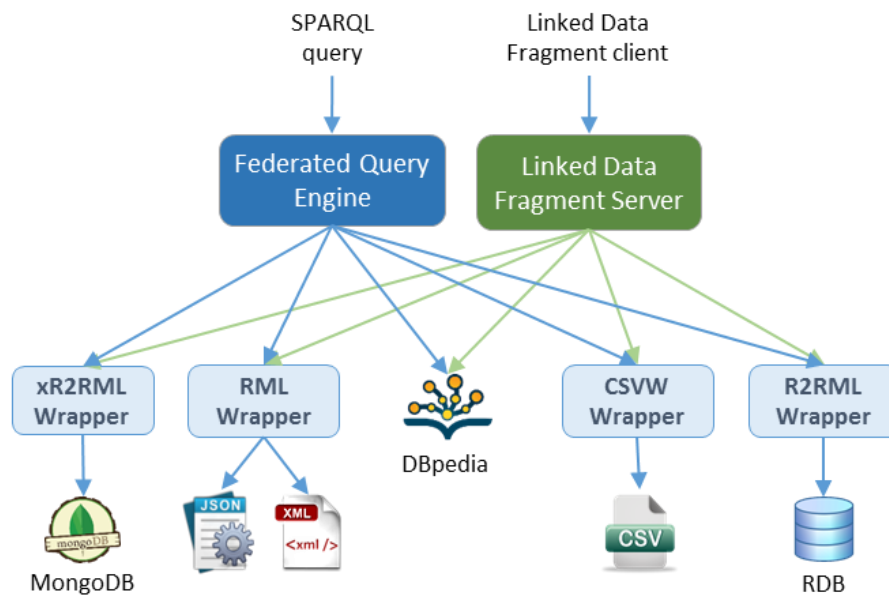 SPARQL
query
Linked Data
Fragment client
Federated Query
Engine
Linked Data
Fragment Server
xR2RML
Wrapper
RML
Wrapper
DBpedia
CSVW
Wrapper
R2RML
Wrapper
mongoDB
MongoDB
JSON
XML
<xml />
CSV
RDB